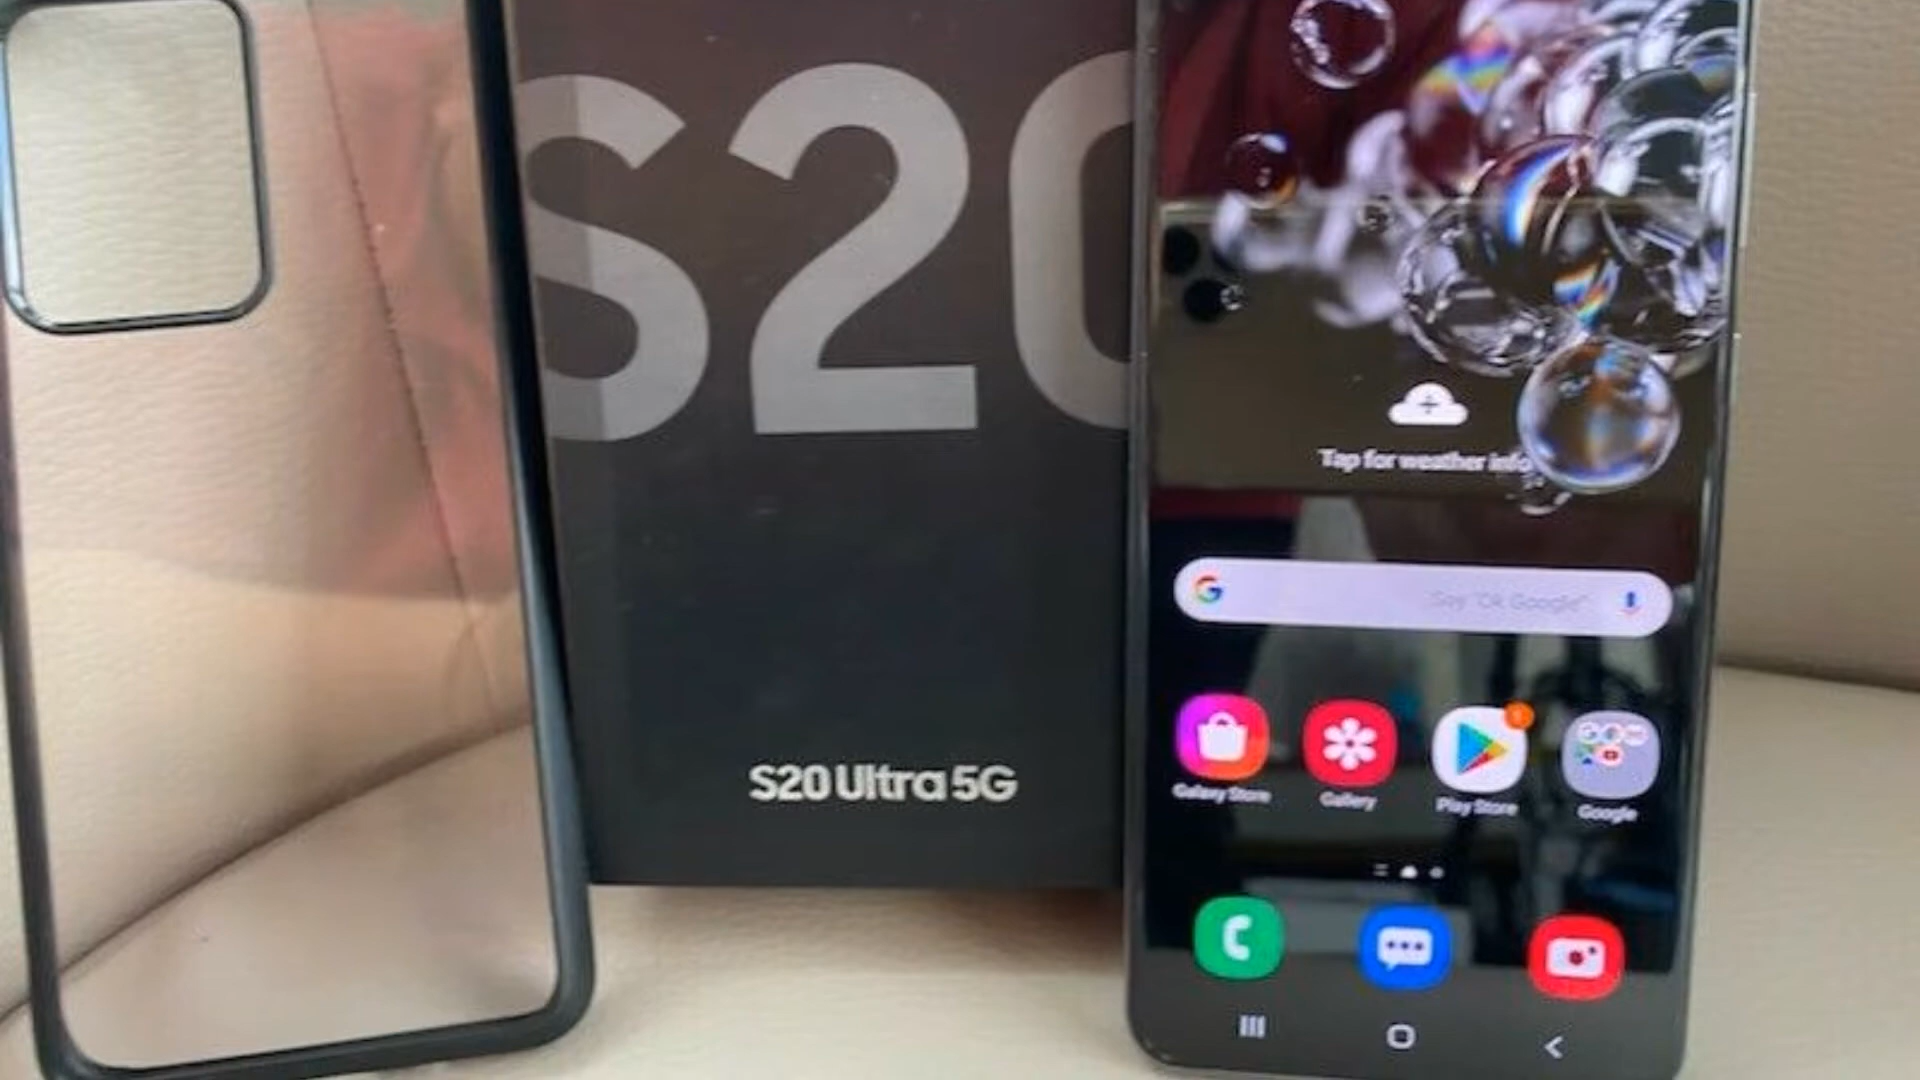 S20
S20 Ultra 5G
Tap for weather info
Say "Ok Google"
Galaxy Store
Gallery
Play Store
Google